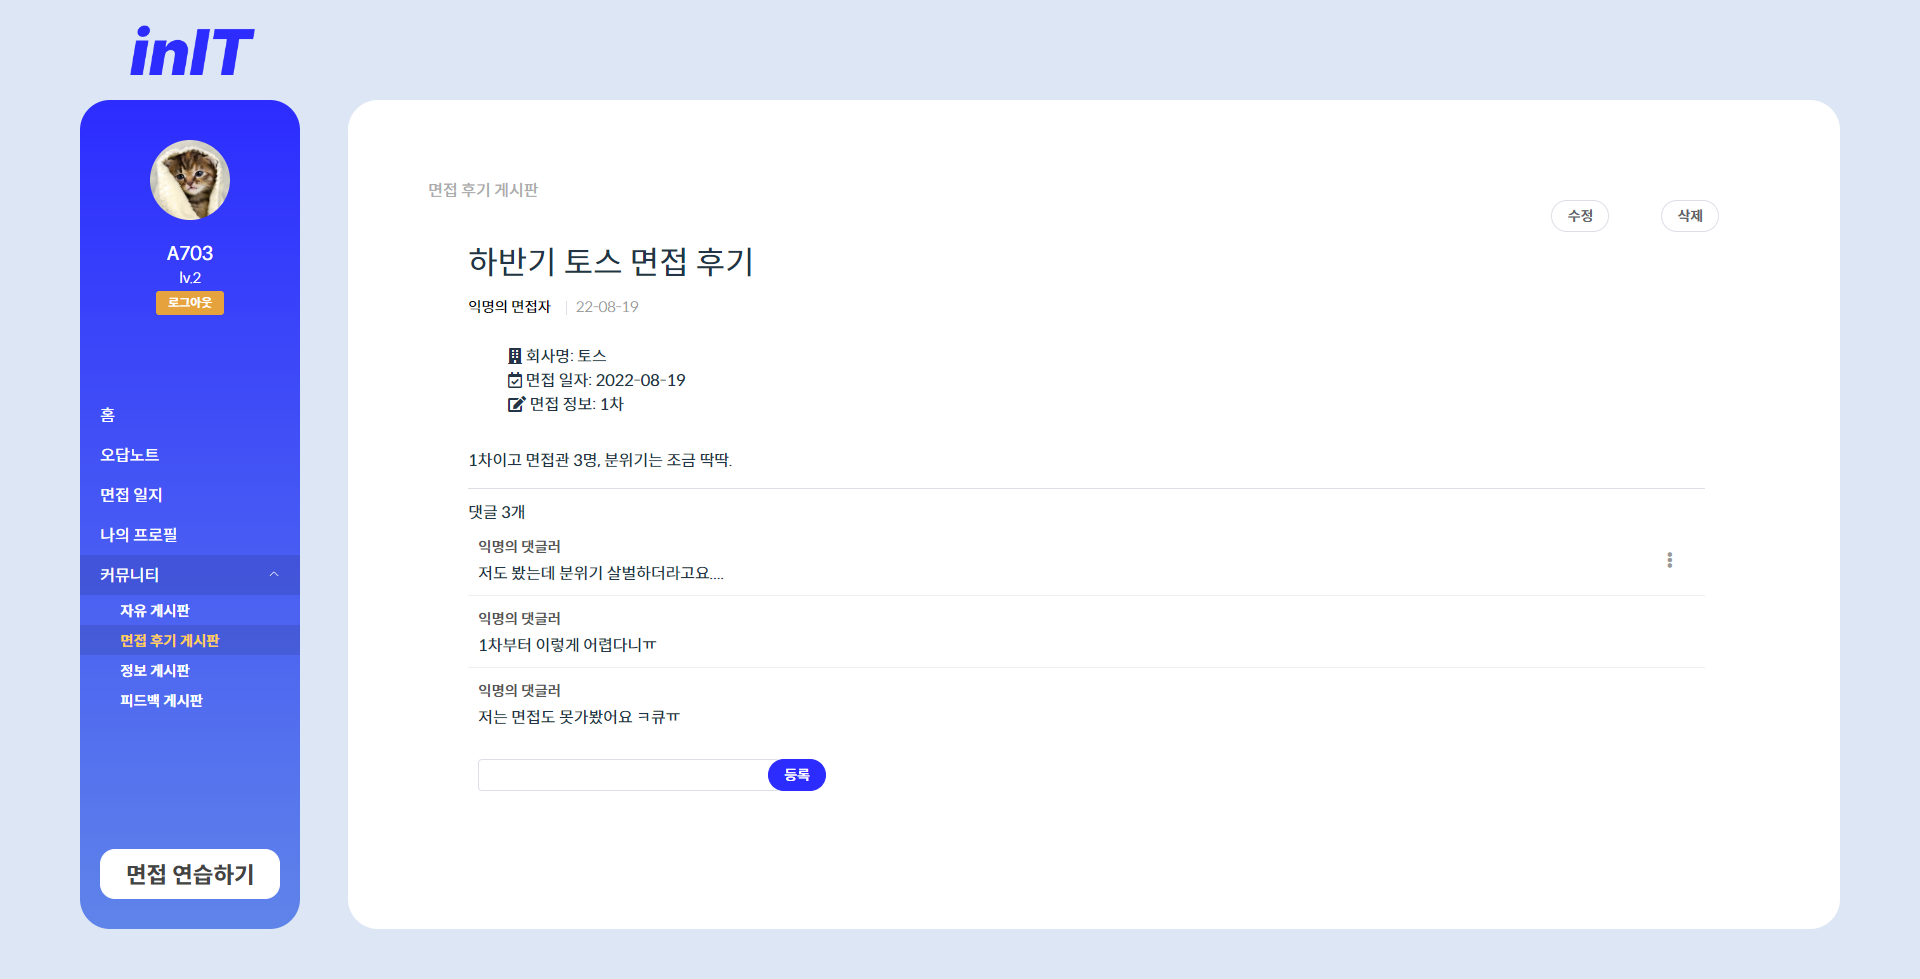 inIT
A703
lv.2
로그아웃
홈
오답노트
면접 일지
나의 프로필
커뮤니티
자유 게시판
면접 후기 게시판
정보 게시판
피드백 게시판
면접 연습하기
면접 후기 게시판
수정
삭제
하반기 토스 면접 후기
익명의 면접자 22-08-19
회사명: 토스
면접 일자: 2022-08-19
면접 정보: 1차
1차이고 면접관 3명, 분위기는 조금 딱딱.
댓글 3개
익명의 댓글러
저도 봤는데 분위기 살벌하더라고요....
익명의 댓글러
1차부터 이렇게 어렵다니ㅠ
익명의 댓글러
저는 면접도 못가봤어요 ㅋ큐ㅠ
등록